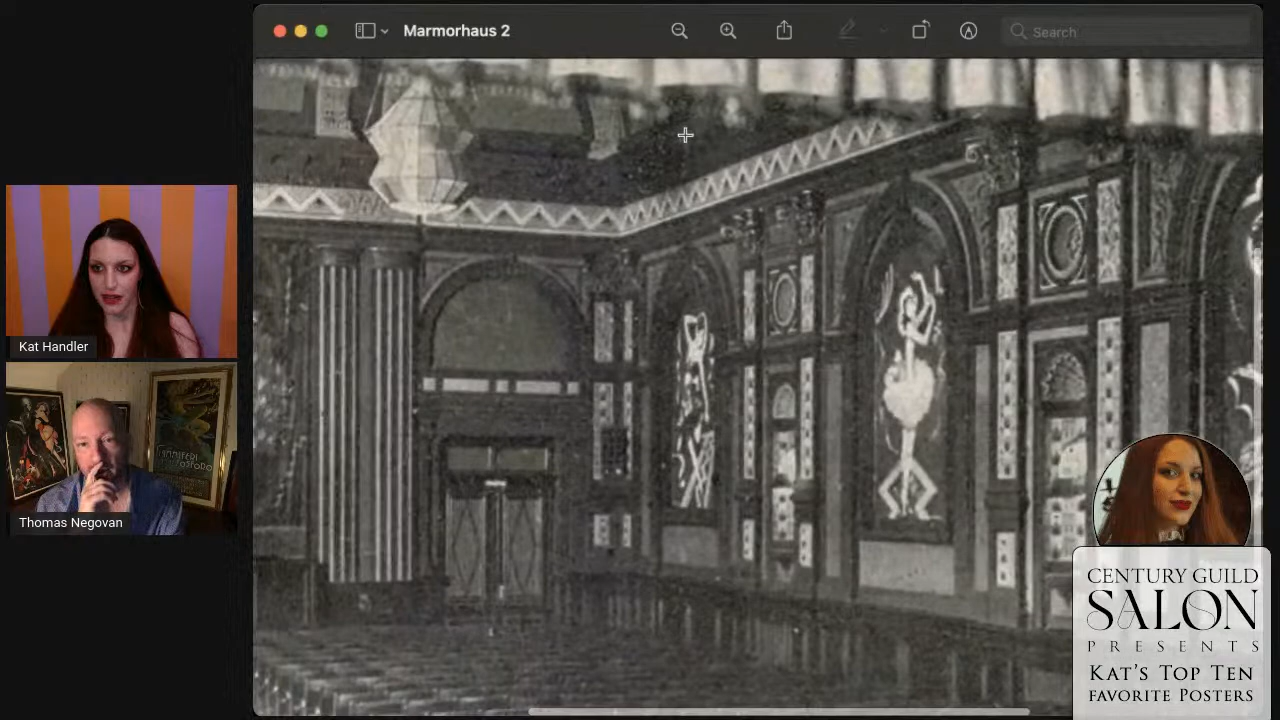 Marmorhaus 2
Search
Kat Handler
Thomas Negovan
CENTURY GUILD
SALON
PRESENTS
KAT'S TOP TEN
FAVORITE POSTERS